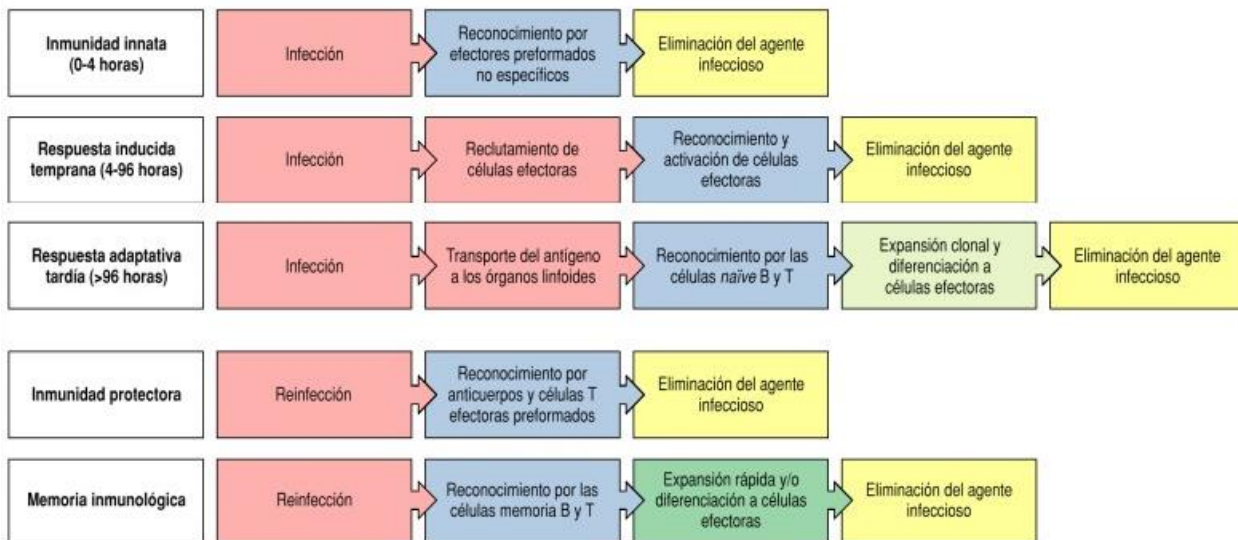 Inmunidad innata
(0-4 horas)
Infección
Reconocimiento por
efectores preformados
no específicos
Eliminación del agente
infeccioso
Respuesta inducida
temprana (4-96 horas)
Infección
Reclutamiento de
células efectoras
Reconocimiento y
activación de células
efectoras
Eliminación del agente
infeccioso
Respuesta adaptativa
tardía (>96 horas)
Infección
Transporte del antígeno
a los órganos linfoides
Reconocimiento por las
células naïve B y T
Expansión clonal y
diferenciación a
células efectoras
Eliminación del agente
infeccioso
Inmunidad protectora
Reinfección
Reconocimiento por
anticuerpos y células T
efectoras preformados
Eliminación del agente
infeccioso
Memoria inmunológica
Reinfección
Reconocimiento por las
células memoria B y T
Expansión rápida y/o
diferenciación a células
efectoras
Eliminación del agente
infeccioso